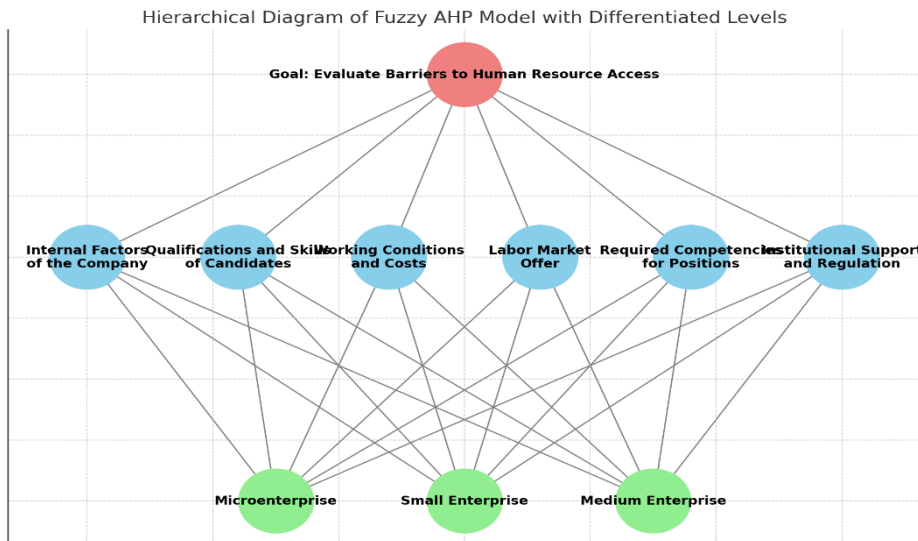 Hierarchical Diagram of Fuzzy AHP Model with Differentiated Levels
Goal: Evaluate Barriers to Human Resource Access
Internal Factors
of the Company
Qualifications and Skills
of Candidates
Working Conditions
and Costs
Labor Market
Offer
Required Competencies
for Positions
Institutional Support
and Regulation
Microenterprise
Small Enterprise
Medium Enterprise